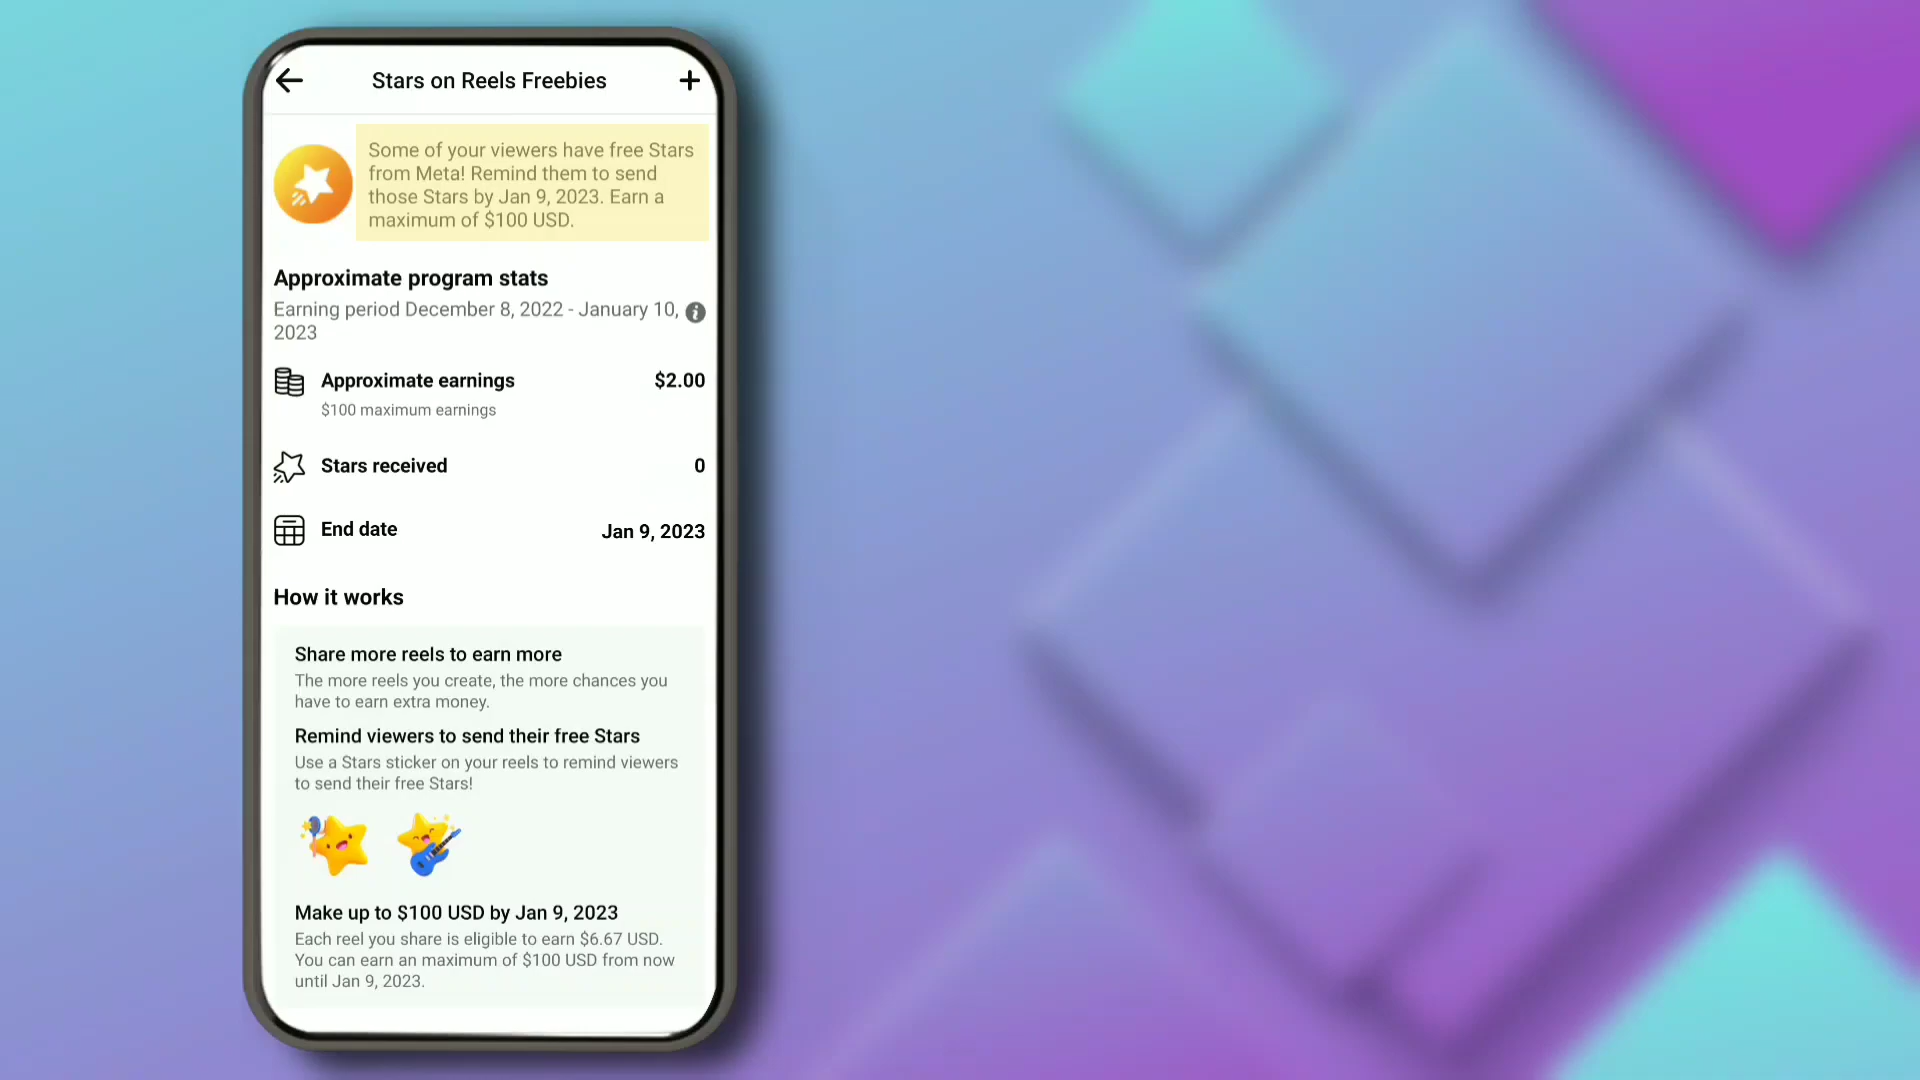 Stars on Reels Freebies
Some of your viewers have free Stars
from Meta! Remind them to send
those Stars by Jan 9, 2023. Earn a
maximum of $100 USD.
Approximate program stats
Earning period December 8, 2022 - January 10,
2023
Approximate earnings $2.00
$100 maximum earnings
Stars received 0
End date Jan 9, 2023
How it works
Share more reels to earn more
The more reels you create, the more chances you
have to earn extra money.
Remind viewers to send their free Stars
Use a Stars sticker on your reels to remind viewers
to send their free Stars!
Make up to $100 USD by Jan 9, 2023
Each reel you share is eligible to earn $6.67 USD.
You can earn an maximum of $100 USD from now
until Jan 9, 2023.